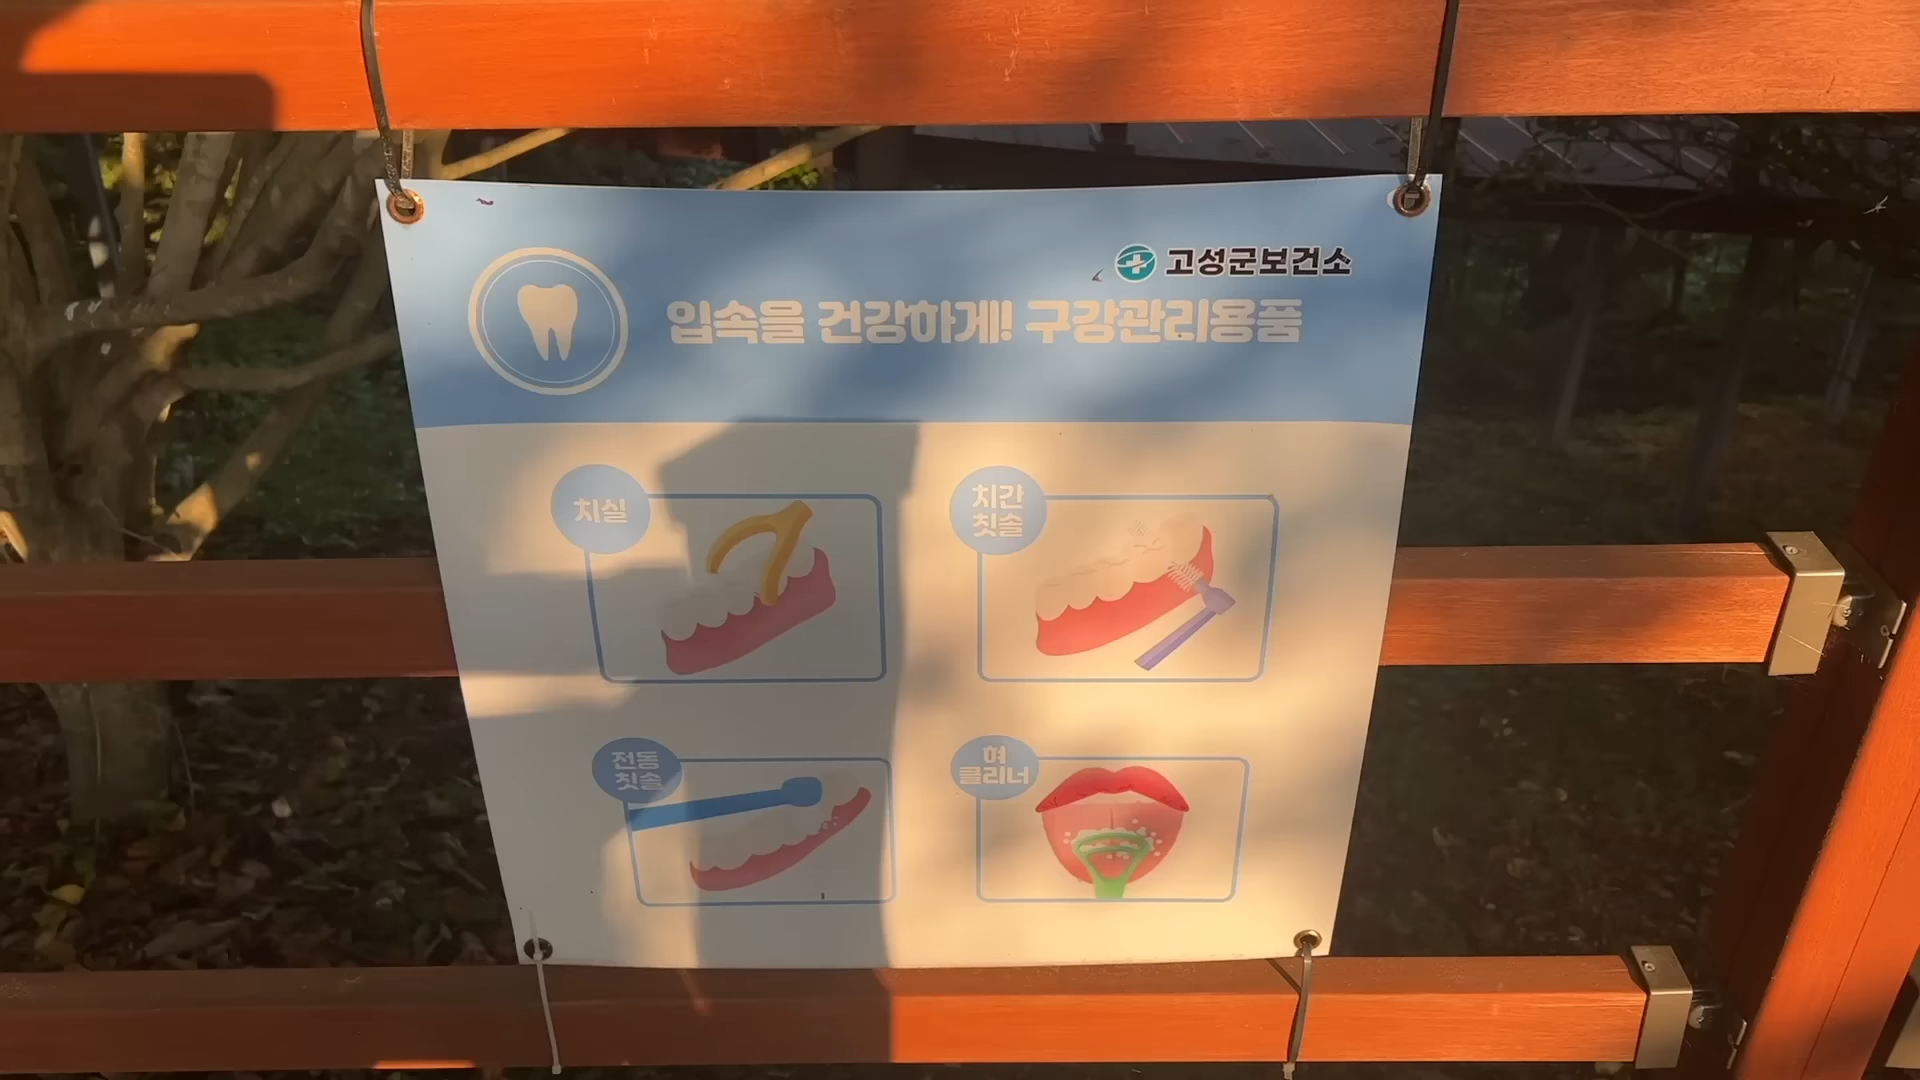 고성군보건소
입속을 건강하게! 구강관리용품
치실
치간
칫솔
전동
칫솔
혀
클리너